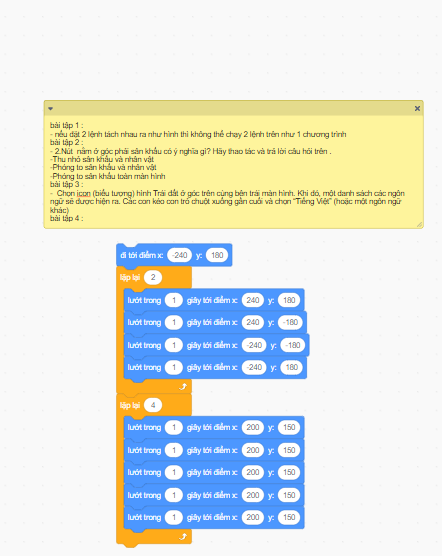 bài tập 1 :
- nếu đặt 2 lệnh tách nhau ra như hình thì không thể chạy 2 lệnh trên như 1 chương trình
bài tập 2 :
- 2.Nút nằm ở góc phải sân khấu có ý nghĩa gì? Hãy thao tác và trả lời câu hỏi trên .
-Thu nhỏ sân khấu và nhân vật
-Phóng to sân khấu và nhân vật
-Phóng to sân khấu toàn màn hình
bài tập 3 :
- Chọn icon (biểu tượng) hình Trái đất ở góc trên cùng bên trái màn hình. Khi đó, một danh sách các ngôn
ngữ sẽ được hiện ra. Các con kéo con trỏ chuột xuống gần cuối và chọn "Tiếng Việt" (hoặc một ngôn ngữ
khác)
bài tập 4 :
đi tới điểm x: -240 y: 180
lặp lại 2
lướt trong 1 giây tới điểm x: 240 y: 180
lướt trong 1 giây tới điểm x: 240 y: -180
lướt trong 1 giây tới điểm x: -240 y: -180
lướt trong 1 giây tới điểm x: -240 y: 180
lặp lại 4
lướt trong 1 giây tới điểm x: 200 y: 150
lướt trong 1 giây tới điểm x: 200 y: 150
lướt trong 1 giây tới điểm x: 200 y: 150
lướt trong 1 giây tới điểm x: 200 y: 150
lướt trong 1 giây tới điểm x: 200 y: 150